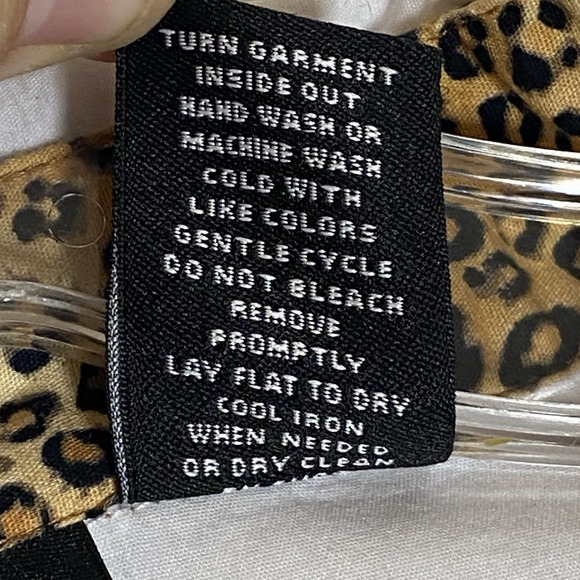 TURN GARMENT
INSIDE OUT
HAND WASH OR
MACHINE WASH
COLD WITH
LIKE COLORS
GENTLE CYCLE
DO NOT BLEACH
REMOVE
PROMPTLY
LAY FLAT TO DRY
COOL IRON
WHEN NEEDED
OR DRY CLEAN